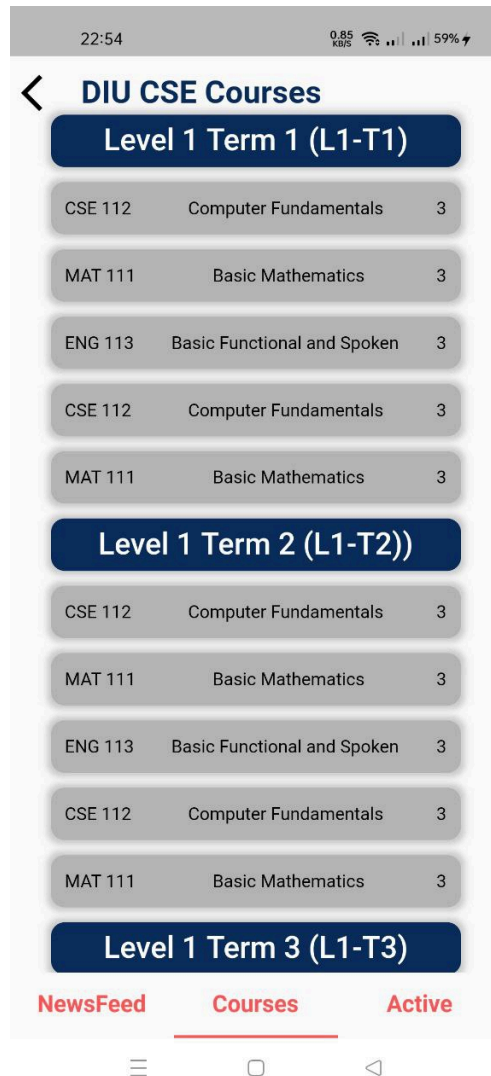 22:54 0.85 KB/S 59%
DIU CSE Courses
Level 1 Term 1 (L1-T1)
CSE 112 Computer Fundamentals 3
MAT 111 Basic Mathematics 3
ENG 113 Basic Functional and Spoken 3
CSE 112 Computer Fundamentals 3
MAT 111 Basic Mathematics 3
Level 1 Term 2 (L1-T2))
CSE 112 Computer Fundamentals 3
MAT 111 Basic Mathematics 3
ENG 113 Basic Functional and Spoken 3
CSE 112 Computer Fundamentals 3
MAT 111 Basic Mathematics 3
Level 1 Term 3 (L1-T3)
NewsFeed Courses Active